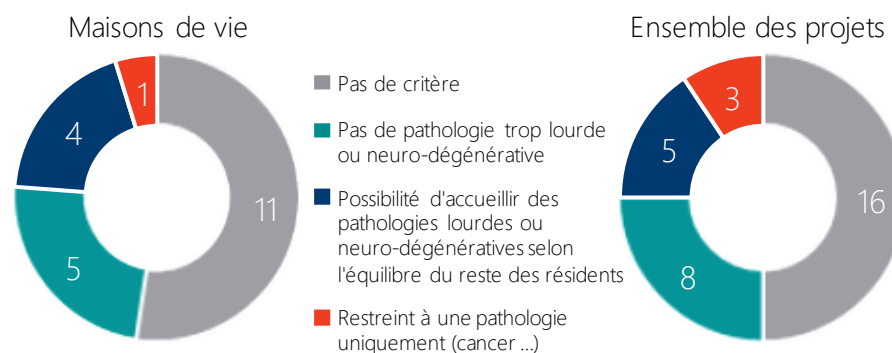 Maisons de vie
1
4
11
5
Pas de critère
Pas de pathologie trop lourde
ou neuro-dégénérative
Possibilité d'accueillir des
pathologies lourdes ou
neuro-dégénératives selon
l'équilibre du reste des résidents
Restreint à une pathologie
uniquement (cancer ...)
Ensemble des projets
3
5
16
8